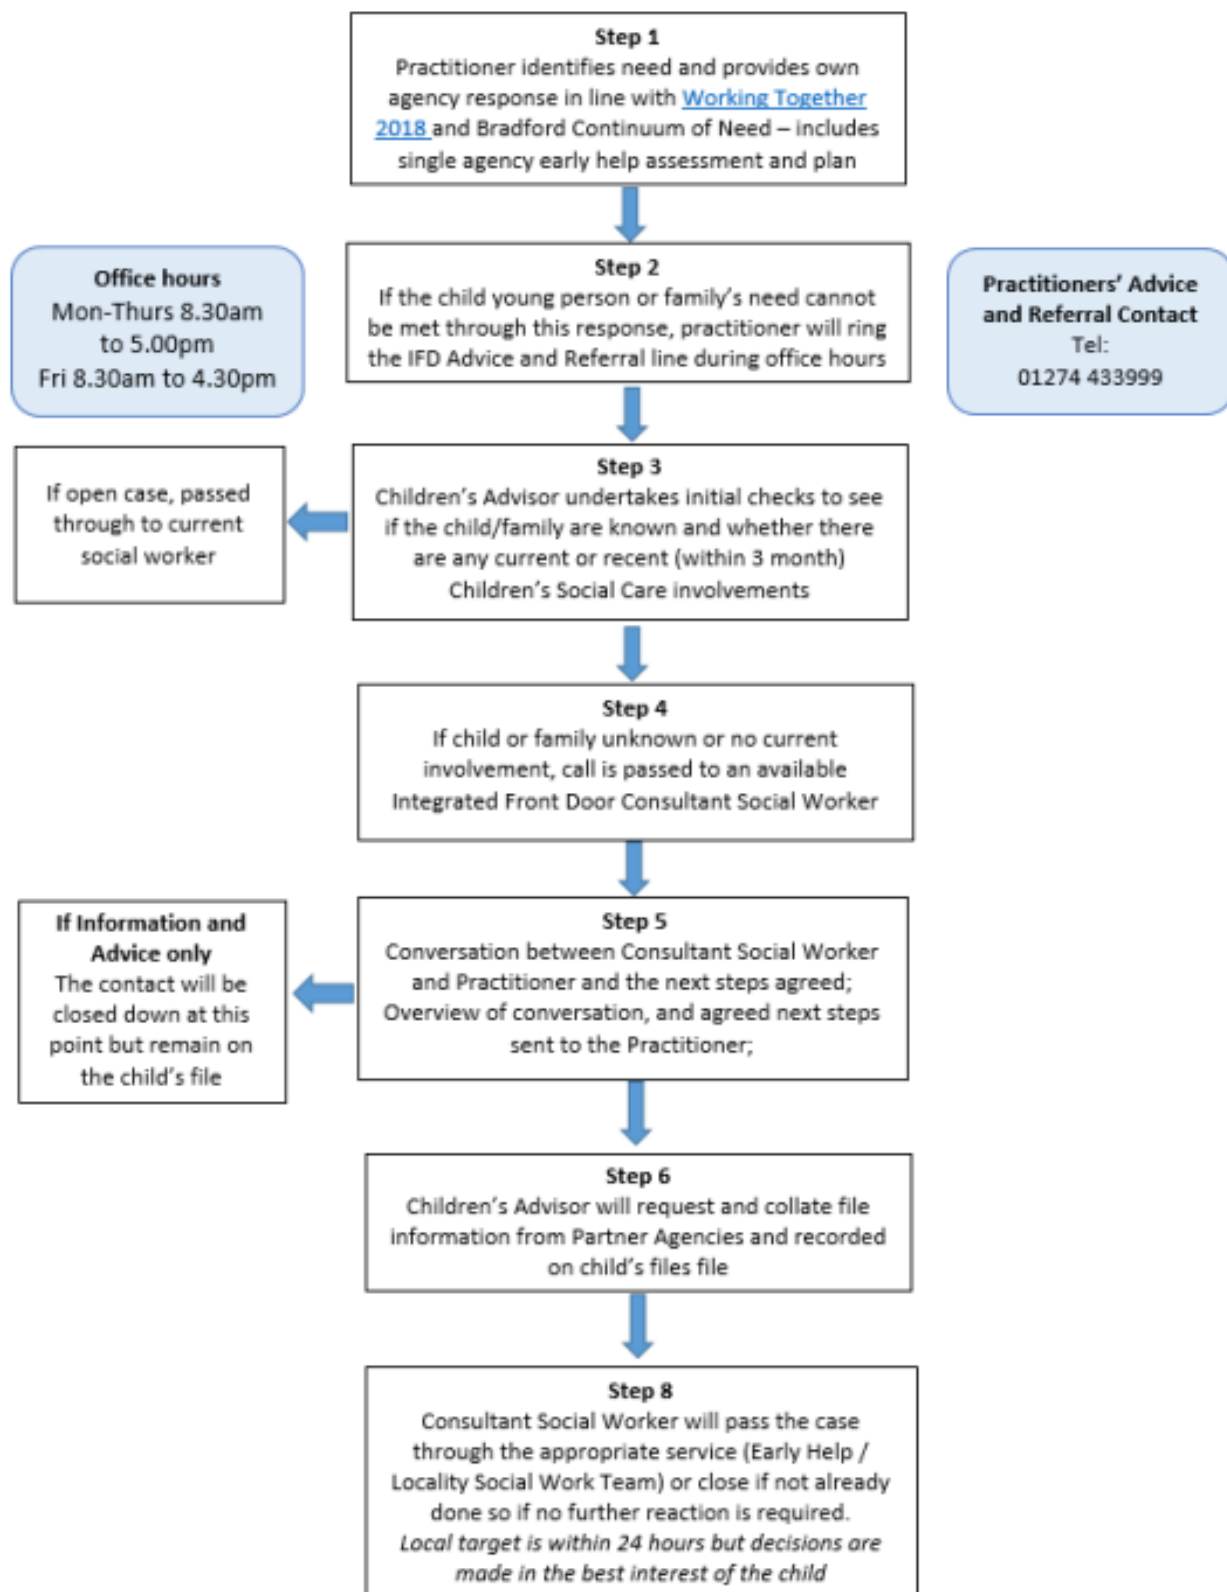 Step 1
Practitioner identifies need and provides own
agency response in line with Working Together
2018 and Bradford Continuum of Need – includes
single agency early help assessment and plan
Office hours
Mon-Thurs 8.30am
to 5.00pm
Fri 8.30am to 4.30pm
Step 2
If the child young person or family's need cannot
be met through this response, practitioner will ring
the IFD Advice and Referral line during office hours
Practitioners' Advice
and Referral Contact
Tel:
01274 433999
Step 3
Children's Advisor undertakes initial checks to see
if the child/family are known and whether there
are any current or recent (within 3 month)
Children's Social Care involvements
If open case, passed
through to current
social worker
Step 4
If child or family unknown or no current
involvement, call is passed to an available
Integrated Front Door Consultant Social Worker
Step 5
Conversation between Consultant Social Worker
and Practitioner and the next steps agreed;
Overview of conversation, and agreed next steps
sent to the Practitioner;
If Information and
Advice only
The contact will be
closed down at this
point but remain on
the child's file
Step 6
Children's Advisor will request and collate file
information from Partner Agencies and recorded
on child's files file
Step 8
Consultant Social Worker will pass the case
through the appropriate service (Early Help /
Locality Social Work Team) or close if not already
done so if no further reaction is required.
Local target is within 24 hours but decisions are
made in the best interest of the child